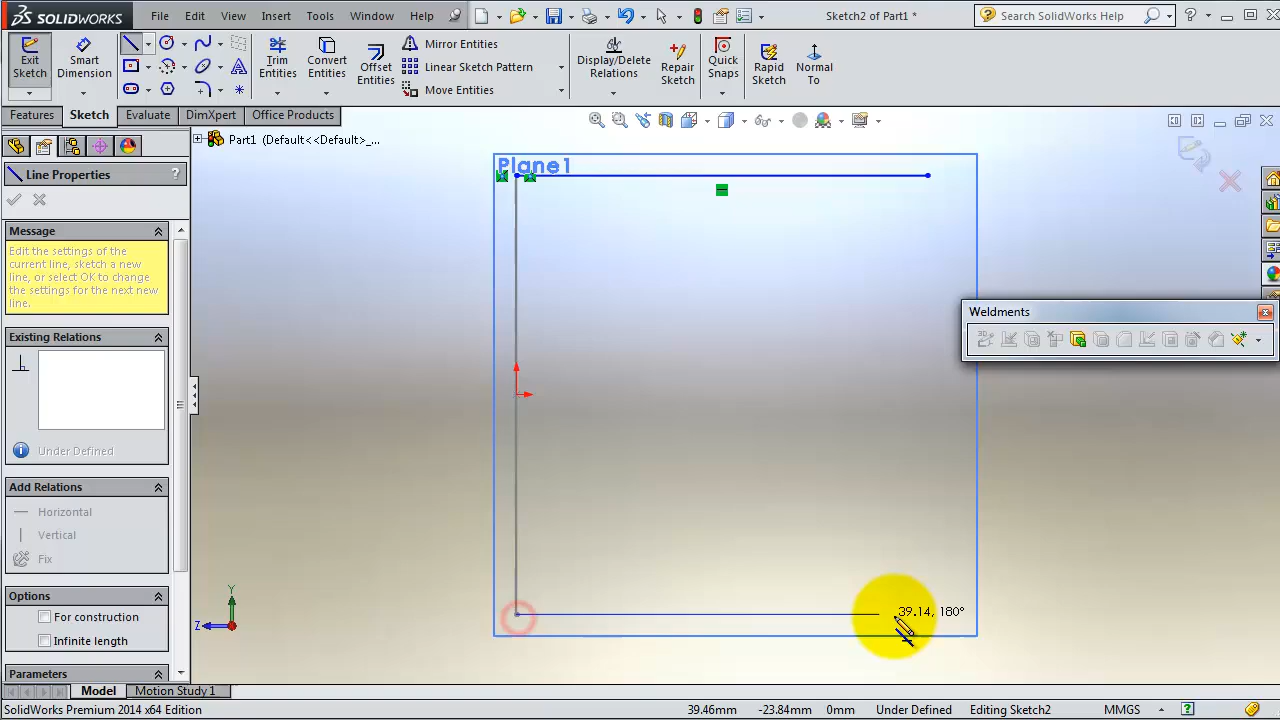 SOLIDWORKS File Edit View Insert Tools Window Help Sketch2 of Part1 * Search SolidWorks Help
Exit Sketch
Smart Dimension
Trim Entities
Convert Entities
Offset Entities
Mirror Entities
Linear Sketch Pattern
Move Entities
Display/Delete Relations
Repair Sketch
Quick Snaps
Rapid Sketch
Normal To
Features Sketch Evaluate DimXpert Office Products
Part1 (Default<<Default>_...
Line Properties ?
Message
Edit the settings of the
current line, sketch a new
line, or select OK to change
the settings for the next new
line.
Existing Relations
Under Defined
Add Relations
Horizontal
Vertical
Fix
Options
For construction
Infinite length
Parameters
Plane1
Weldments
3D
39.14, 180°
Y
Z
Model Motion Study 1
SolidWorks Premium 2014 x64 Edition 39.46mm -23.84mm 0mm Under Defined Editing Sketch2 MMGS